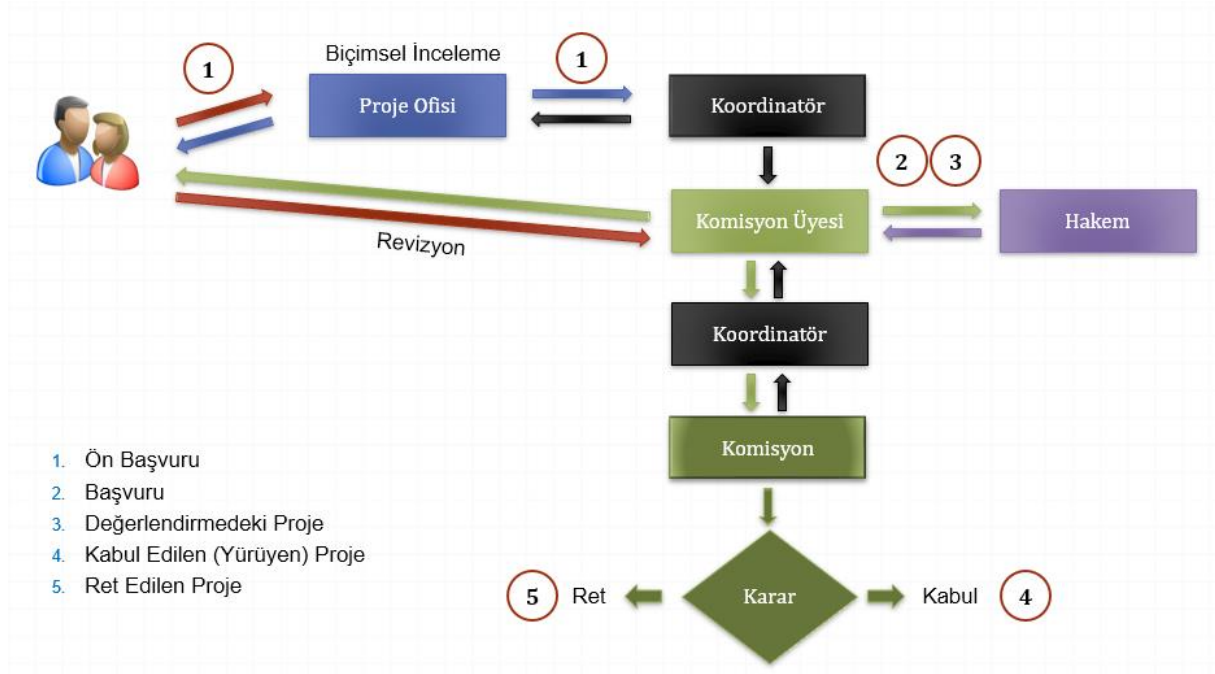 Biçimsel İnceleme
1
1
Proje Ofisi
Koordinatör
2
3
Komisyon Üyesi
Hakem
Revizyon
Koordinatör
Komisyon
1. Ön Başvuru
2. Başvuru
3. Değerlendirmedeki Proje
4. Kabul Edilen (Yürüyen) Proje
5. Ret Edilen Proje
5
Ret
Karar
Kabul
4